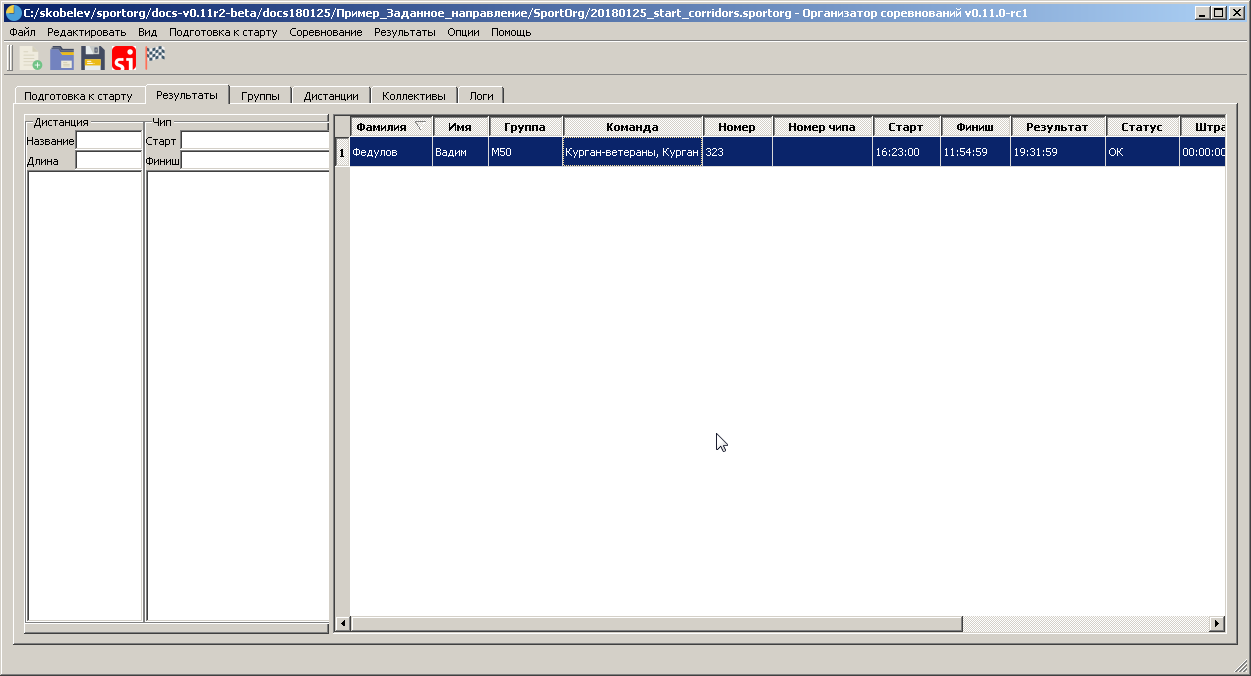 C:/skobelev/sportorg/docs-v0.11r2-beta/docs180125/Пример_Заданное_направление/SportOrg/20180125_start_corridors.sportorg - Организатор соревнований v0.11.0-rc1
Файл Редактировать Вид Подготовка к старту Соревнование Результаты Опции Помощь
si
Подготовка к старту Результаты Группы Дистанции Коллективы Логи
Дистанция Чип
Название Старт
Длина Финиш
Фамилия Имя Группа Команда Номер Номер чипа Старт Финиш Результат Статус Штра
1 Федулов Вадим М50 Курган-ветераны, Курган 323 16:23:00 11:54:59 19:31:59 OK 00:00:00